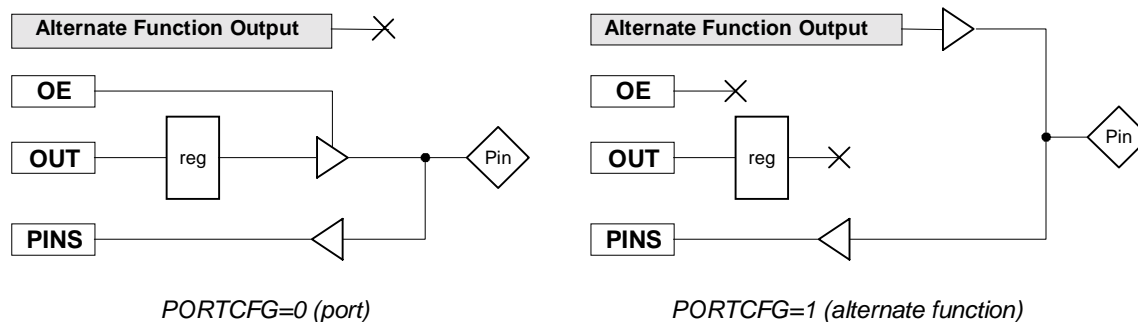 Alternate Function Output
OE
OUT
reg
Pin
PINS
PORTCFG=0 (port)
Alternate Function Output
OE
OUT
reg
Pin
PINS
PORTCFG=1 (alternate function)